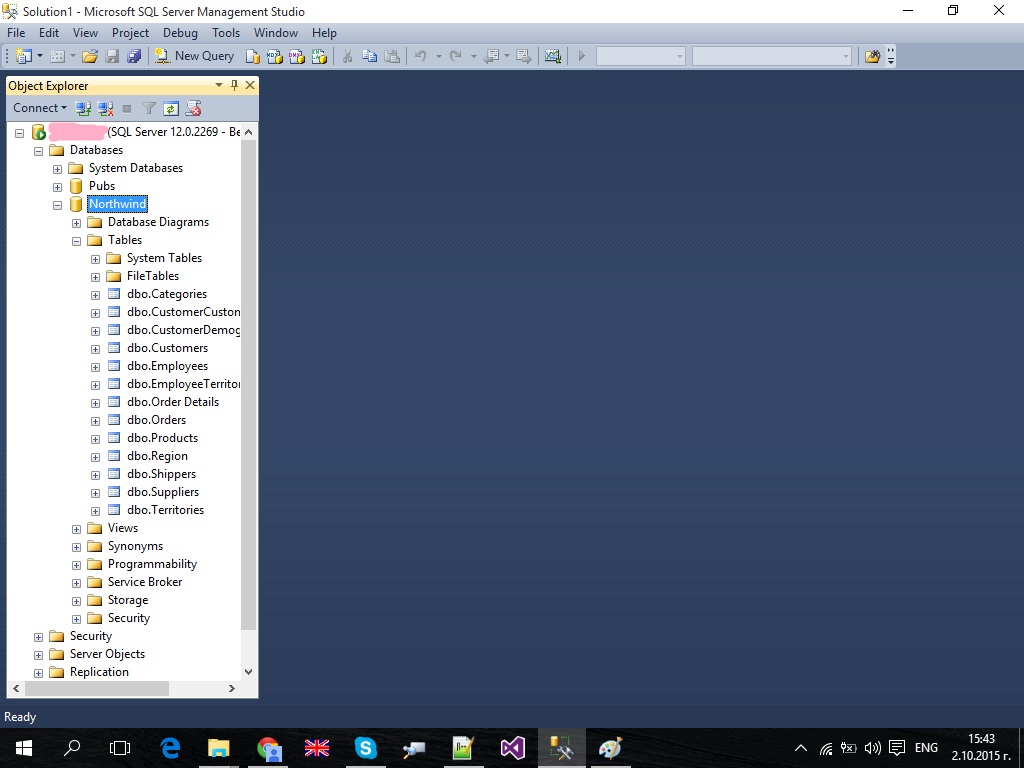 Solution1 - Microsoft SQL Server Management Studio
File Edit View Project Debug Tools Window Help
New Query
Object Explorer
Connect
(SQL Server 12.0.2269 - Be
Databases
System Databases
Pubs
Northwind
Database Diagrams
Tables
System Tables
FileTables
dbo.Categories
dbo.CustomerCustom
dbo.CustomerDemog
dbo.Customers
dbo.Employees
dbo.EmployeeTerritor
dbo.Order Details
dbo.Orders
dbo.Products
dbo.Region
dbo.Shippers
dbo.Suppliers
dbo.Territories
Views
Synonyms
Programmability
Service Broker
Storage
Security
Security
Server Objects
Replication
Ready
ENG
15:43
2.10.2015 г.